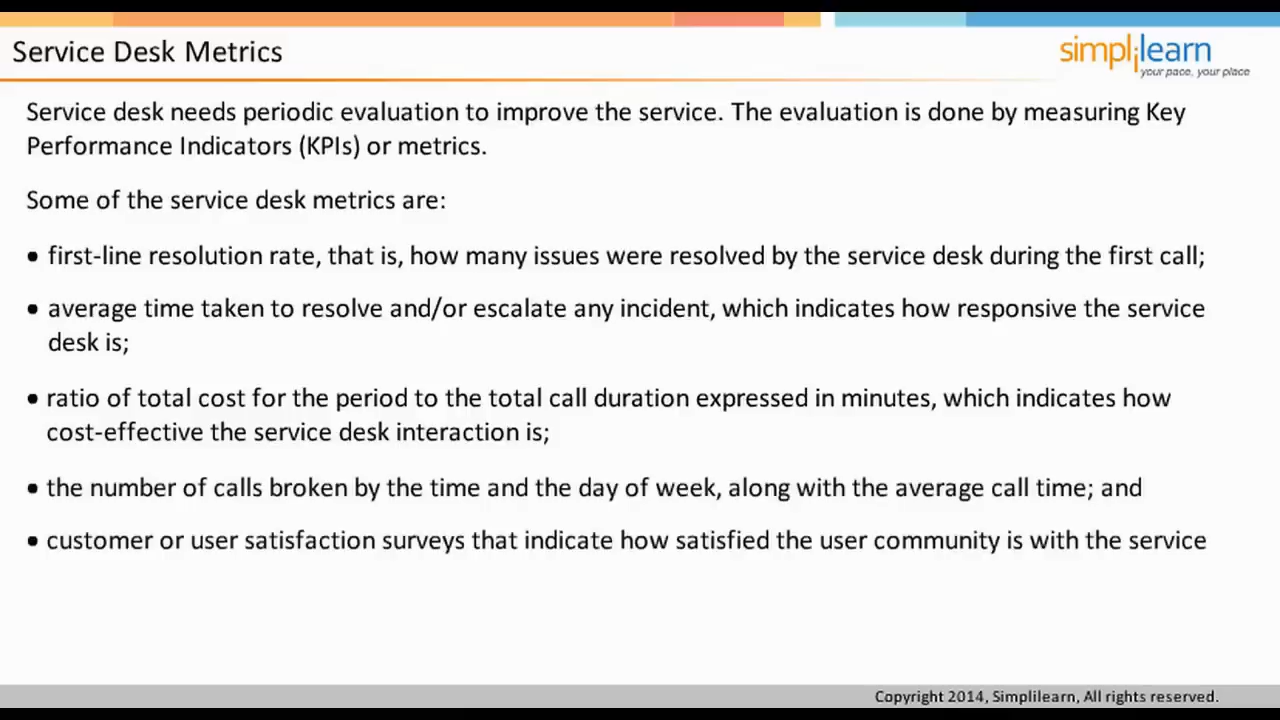 Service Desk Metrics
simplilearn
your pace, your place
Service desk needs periodic evaluation to improve the service. The evaluation is done by measuring Key
Performance Indicators (KPIs) or metrics.
Some of the service desk metrics are:
• first-line resolution rate, that is, how many issues were resolved by the service desk during the first call;
• average time taken to resolve and/or escalate any incident, which indicates how responsive the service
desk is;
• ratio of total cost for the period to the total call duration expressed in minutes, which indicates how
cost-effective the service desk interaction is;
• the number of calls broken by the time and the day of week, along with the average call time; and
• customer or user satisfaction surveys that indicate how satisfied the user community is with the service
Copyright 2014, Simplilearn, All rights reserved.